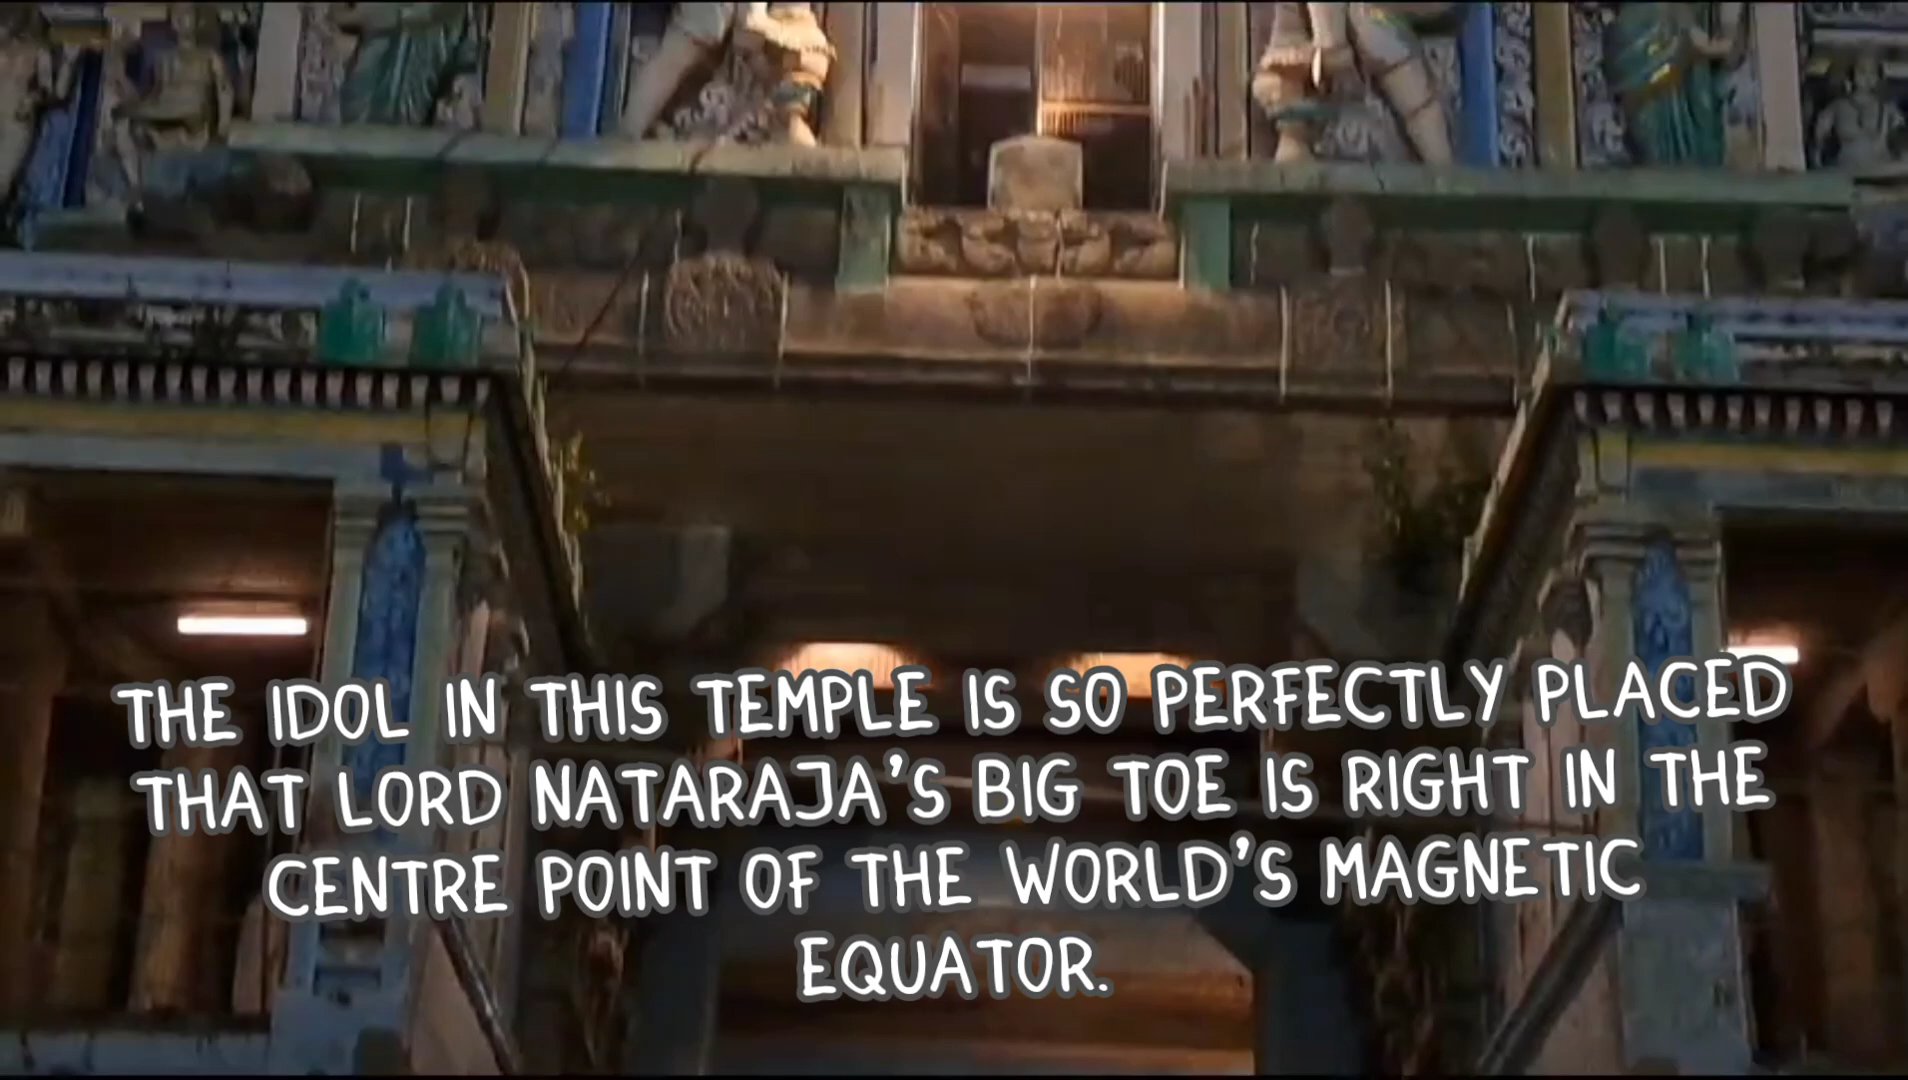 THE IDOL IN THIS TEMPLE IS SO PERFECTLY PLACED
THAT LORD NATARAJA'S BIG TOE IS RIGHT IN THE
CENTRE POINT OF THE WORLD'S MAGNETIC
EQUATOR.